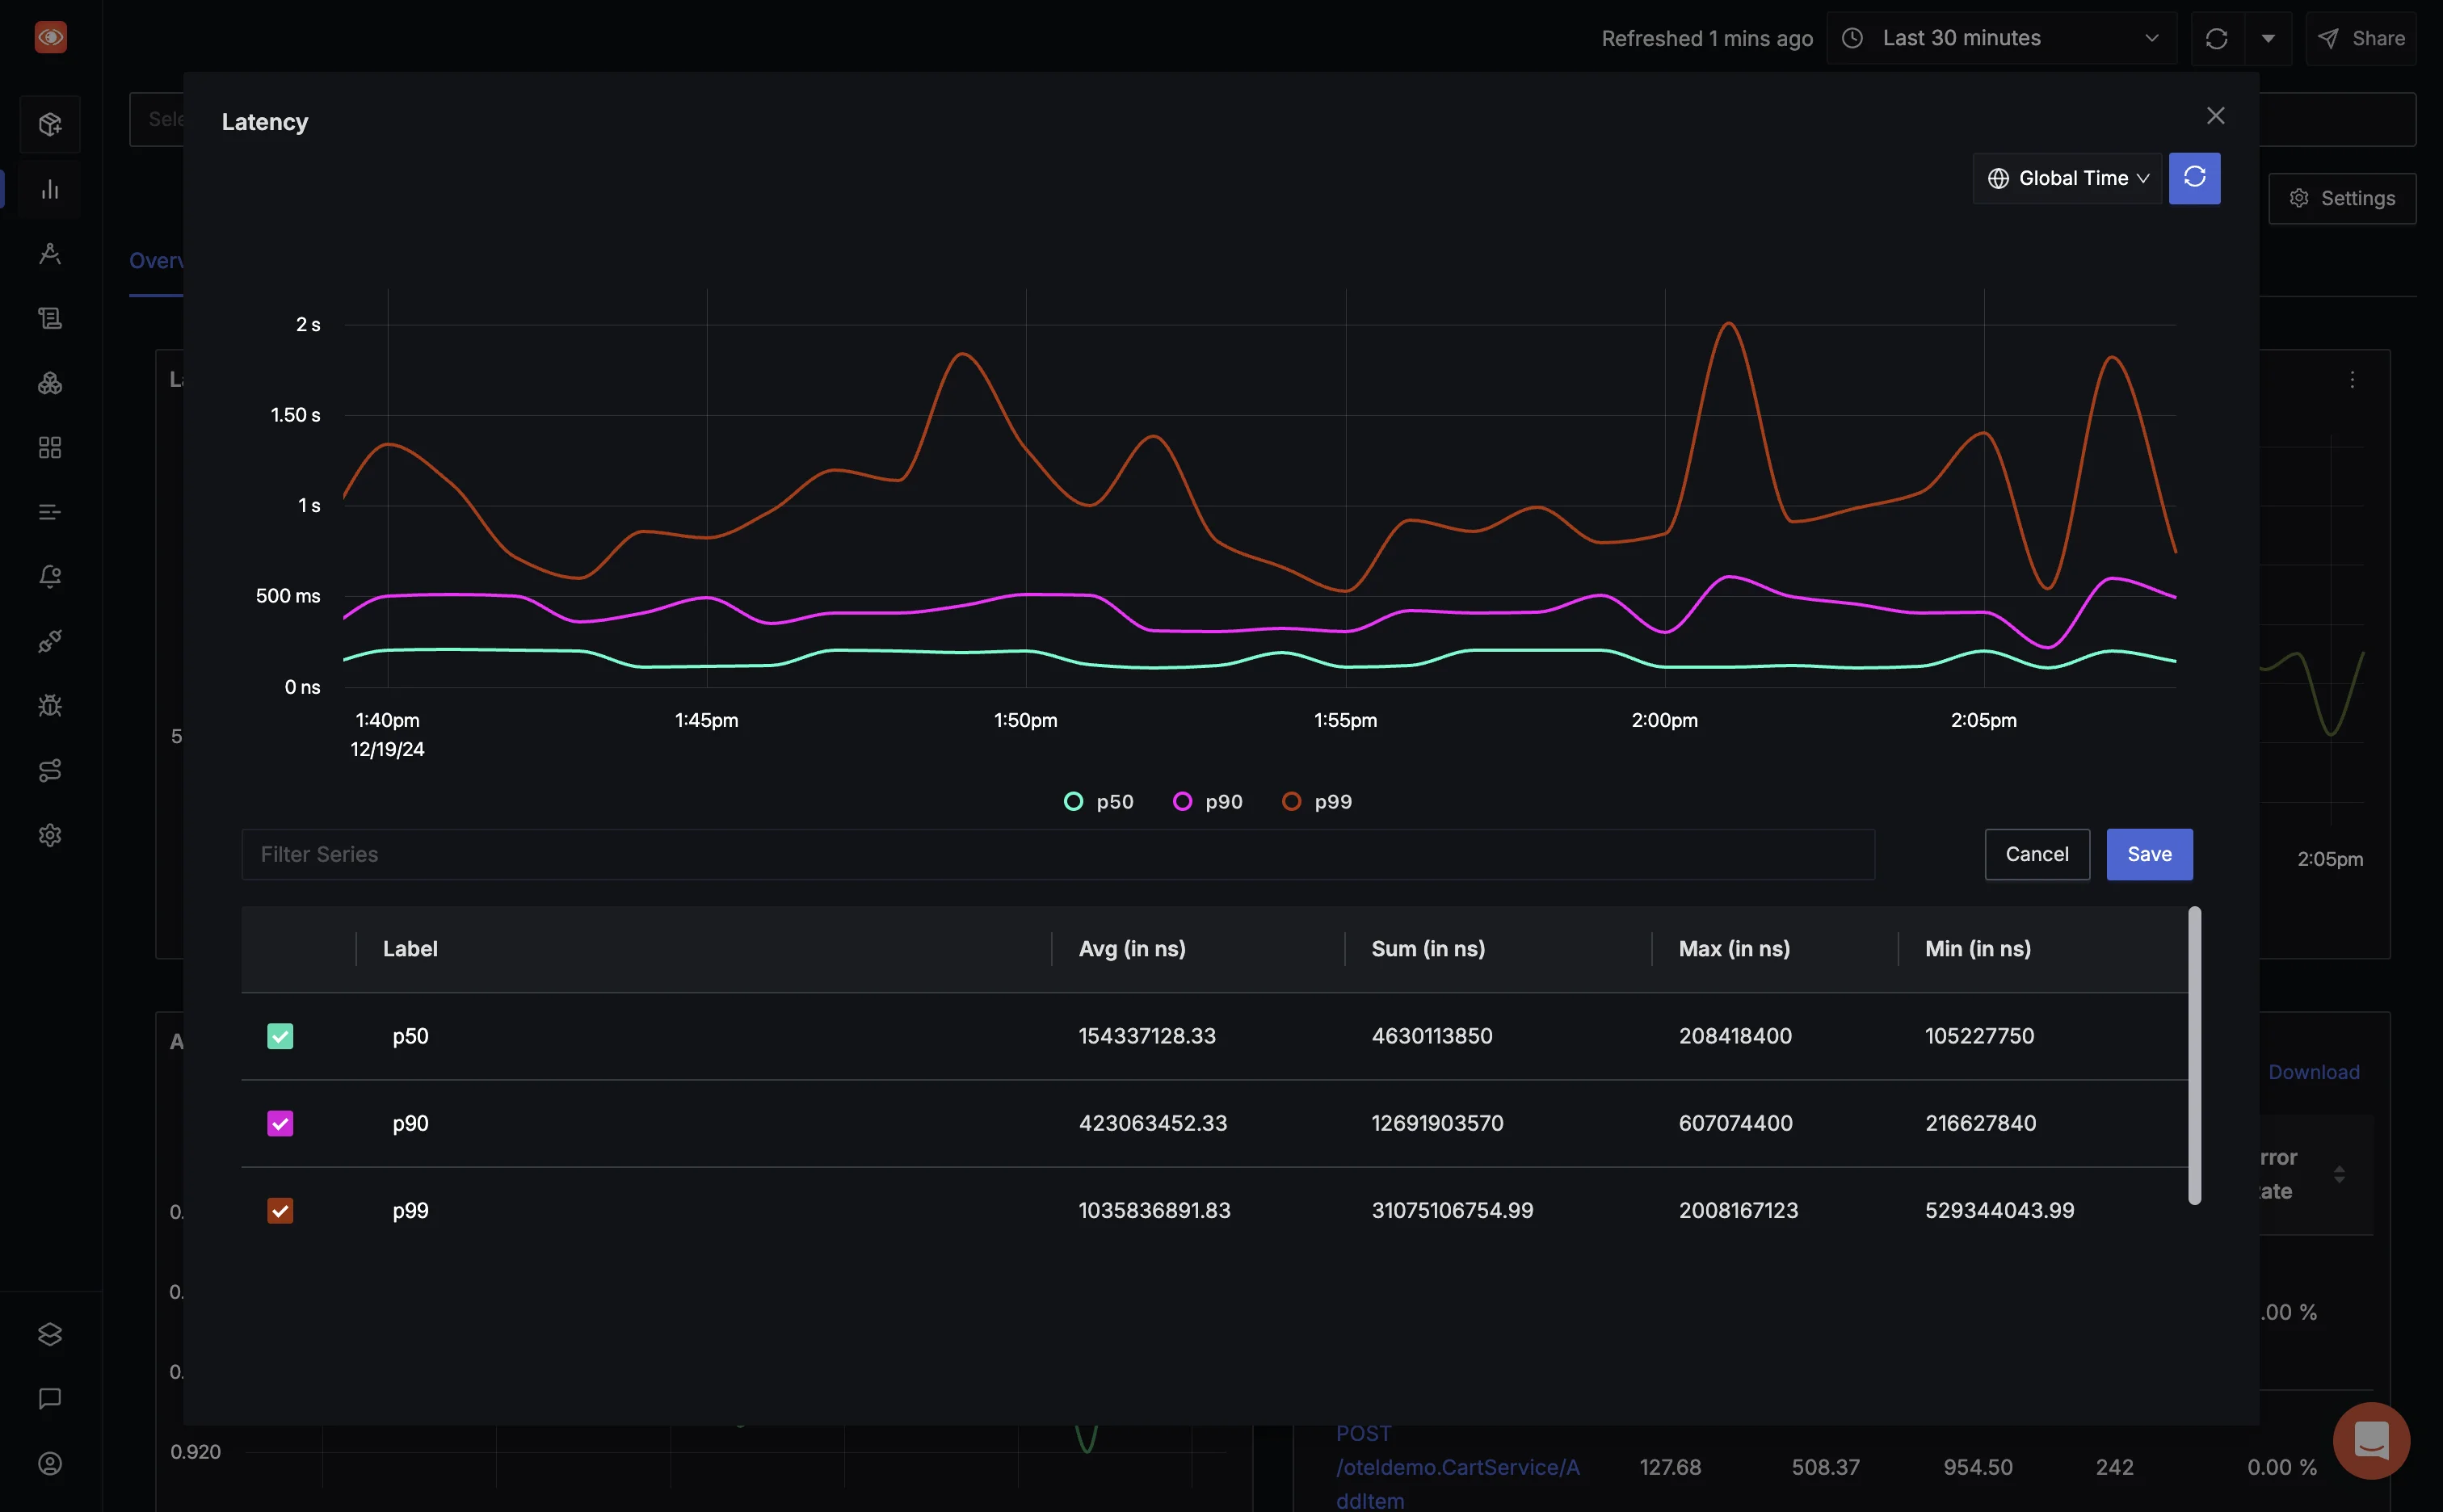 Refreshed 1 mins ago
Last 30 minutes
Share
Sele
Latency
Global Time
Settings
Overv
La
2 s
1.50 s
1 s
500 ms
0 ns
5
1:40pm
1:45pm
1:50pm
1:55pm
2:00pm
2:05pm
12/19/24
p50
p90
p99
Filter Series
Cancel
Save
2:05pm
Label
Avg (in ns)
Sum (in ns)
Max (in ns)
Min (in ns)
p50
154337128.33
4630113850
208418400
105227750
A
Download
p90
423063452.33
12691903570
607074400
216627840
rror
ate
p99
1035836891.83
31075106754.99
2008167123
529344043.99
0.
0.
.00 %
0.
0.920
POST
/oteldemo.CartService/A
ddItem
127.68
508.37
954.50
242
0.00 %